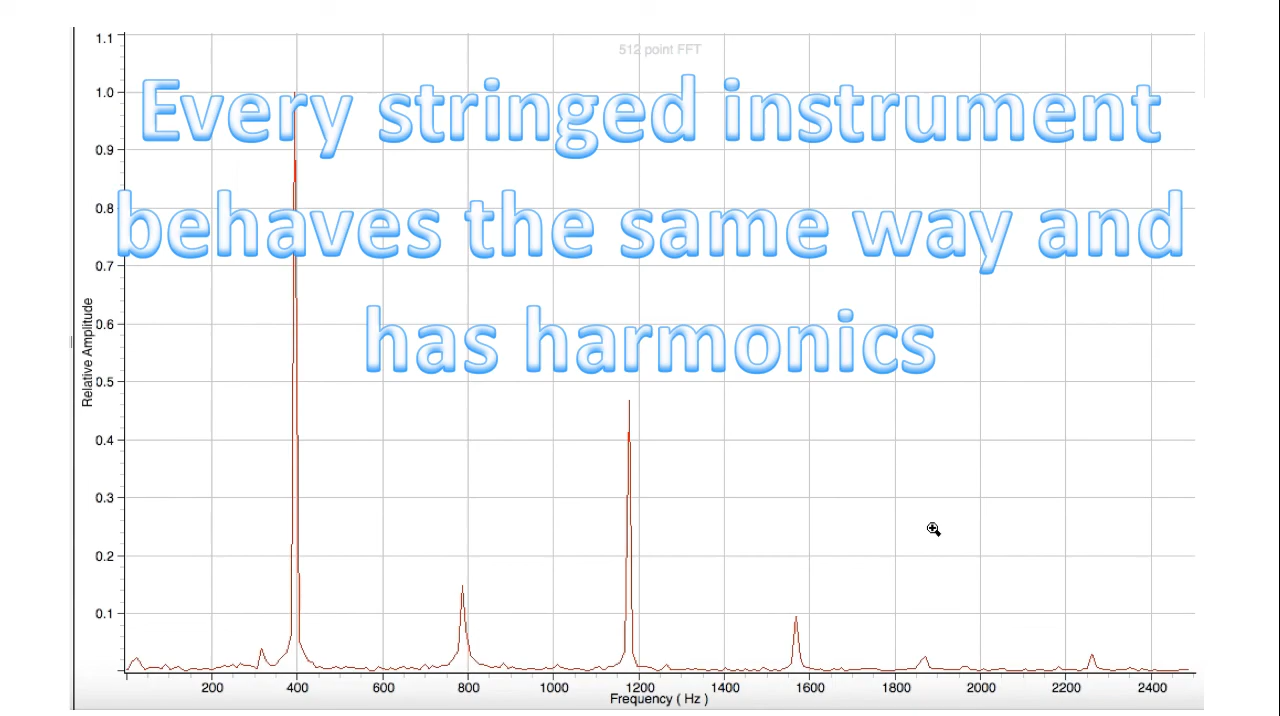 512 point FFT
Every stringed instrument
behaves the same way and
has harmonics
Relative Amplitude
1.1
1.0
0.9
0.8
0.7
0.6
0.5
0.4
0.3
0.2
0.1
200 400 600 800 1000 1200 1400 1600 1800 2000 2200 2400
Frequency ( Hz )